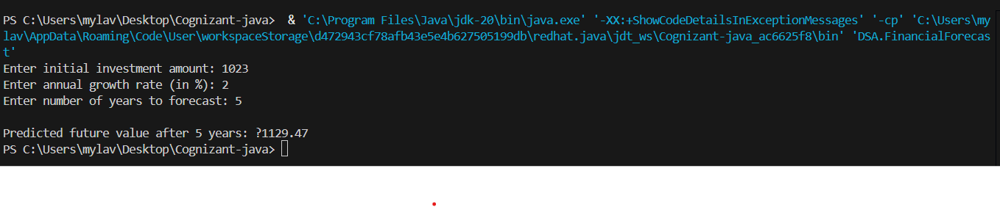 PS C:\Users\mylav\Desktop\Cognizant-java>  & 'C:\Program Files\Java\jdk-20\bin\java.exe' '-XX:+ShowCodeDetailsInExceptionMessages' '-cp' 'C:\Users\my
lav\AppData\Roaming\Code\User\workspaceStorage\d472943cf78afb43e5e4b627505199db\redhat.java\jdt_ws\Cognizant-java_ac6625f8\bin' 'DSA.FinancialForecas
t'
Enter initial investment amount: 1023
Enter annual growth rate (in %): 2
Enter number of years to forecast: 5
Predicted future value after 5 years: ?1129.47
PS C:\Users\mylav\Desktop\Cognizant-java>